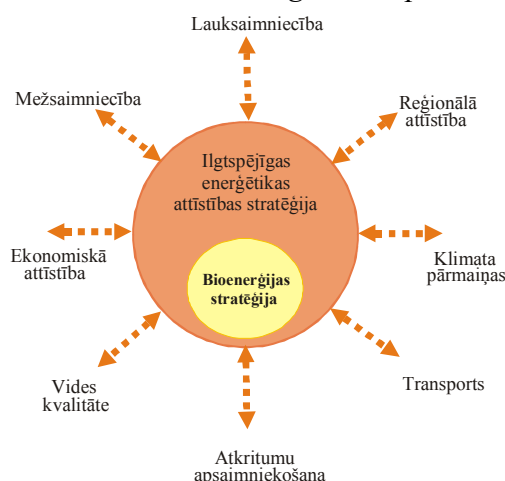 Lauksaimniecība
Mežsaimniecība
Reģionālā
attīstība
Ilgtspējīgas
enerģētikas
attīstības stratēģija
Ekonomiskā
attīstība
Klimata
pārmaiņas
Bioenerģijas
stratēģija
Vides
kvalitāte
Transports
Atkritumu
apsaimniekošana